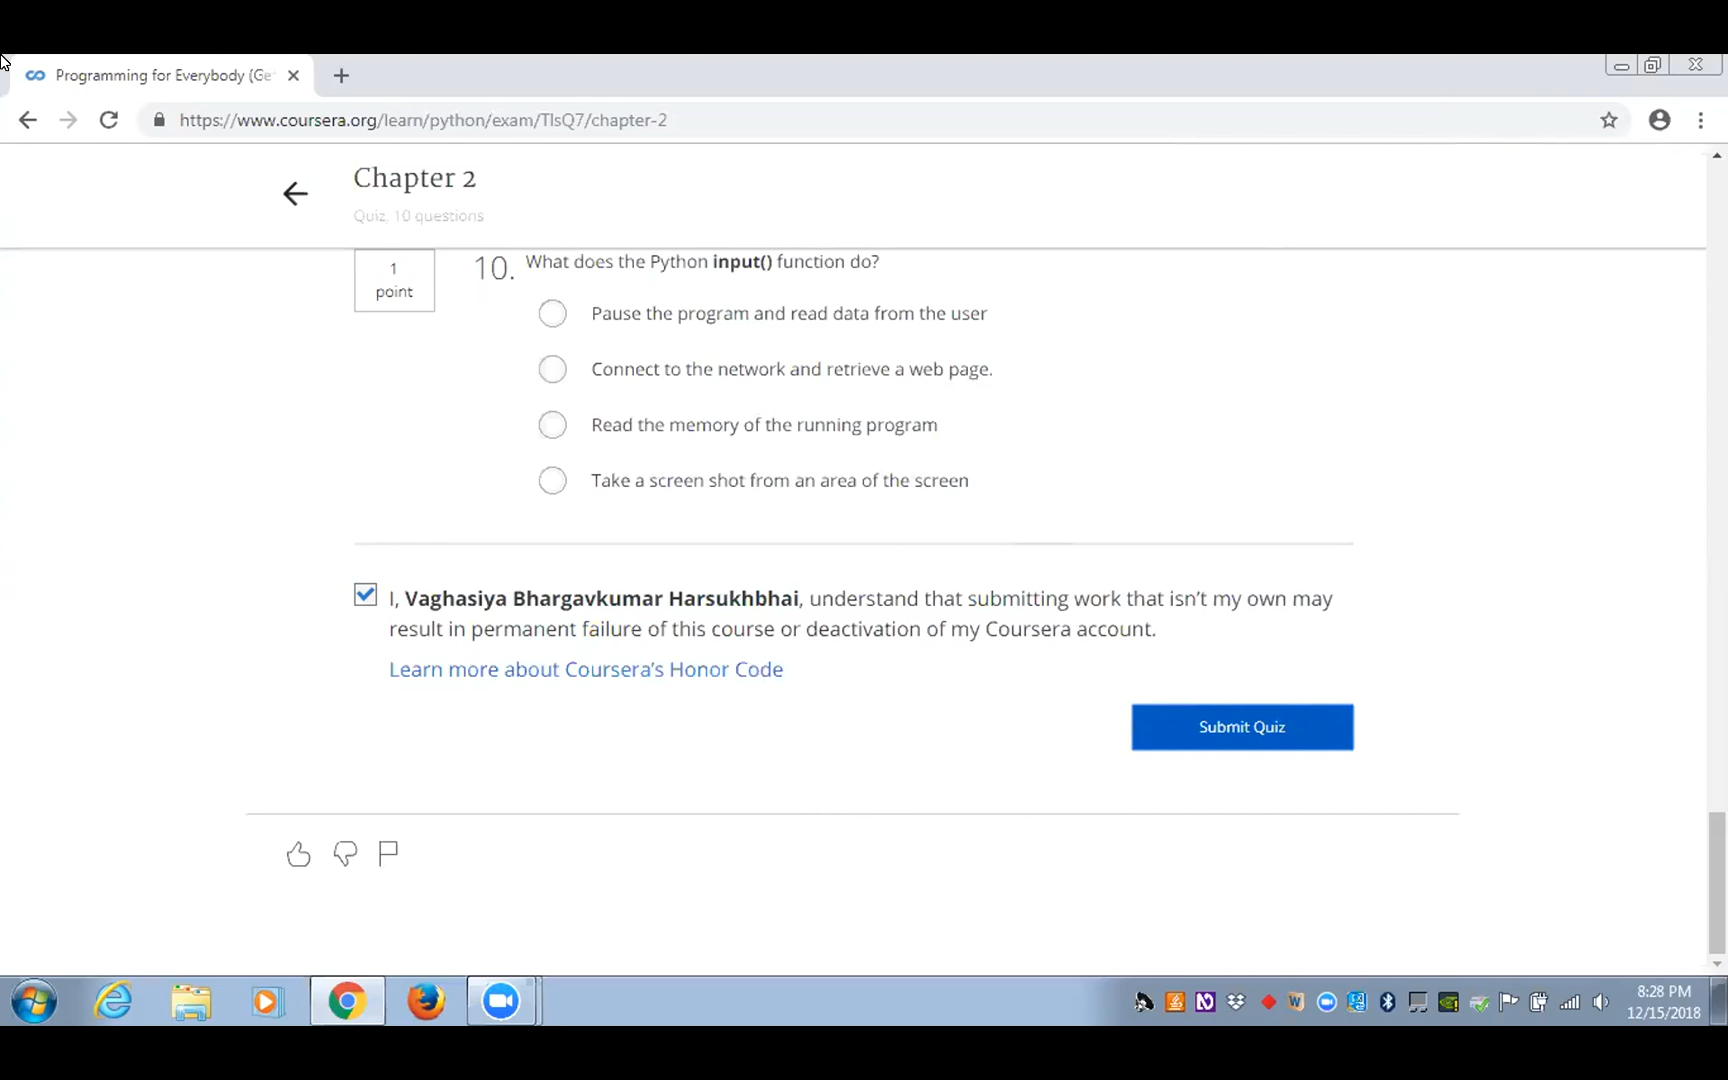 Programming for Everybody (Ge
https://www.coursera.org/learn/python/exam/TIsQ7/chapter-2
Chapter 2
Quiz, 10 questions
1
point
10. What does the Python input() function do?
Pause the program and read data from the user
Connect to the network and retrieve a web page.
Read the memory of the running program
Take a screen shot from an area of the screen
I, Vaghasiya Bhargavkumar Harsukhbhai, understand that submitting work that isn't my own may
result in permanent failure of this course or deactivation of my Coursera account.
Learn more about Coursera's Honor Code
Submit Quiz
8:28 PM
12/15/2018